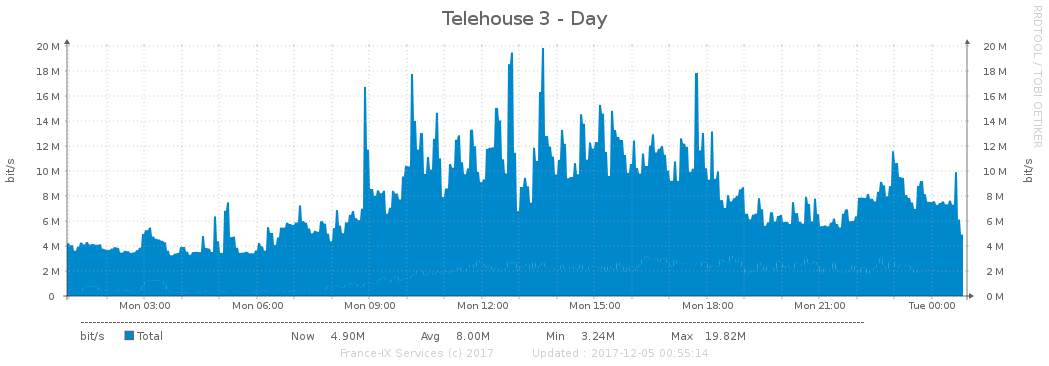 Telehouse 3 - Day
RRDTOOL / TOBI OETIKER
bit/s
bit/s
20 M 20 M
18 M 18 M
16 M 16 M
14 M 14 M
12 M 12 M
10 M 10 M
8 M 8 M
6 M 6 M
4 M 4 M
2 M 2 M
0 0 M
Mon 03:00 Mon 06:00 Mon 09:00 Mon 12:00 Mon 15:00 Mon 18:00 Mon 21:00 Tue 00:00
bit/s Total Now 4.90M Avg 8.00M Min 3.24M Max 19.82M
France-IX Services (c) 2017 Updated : 2017-12-05 00:55:14